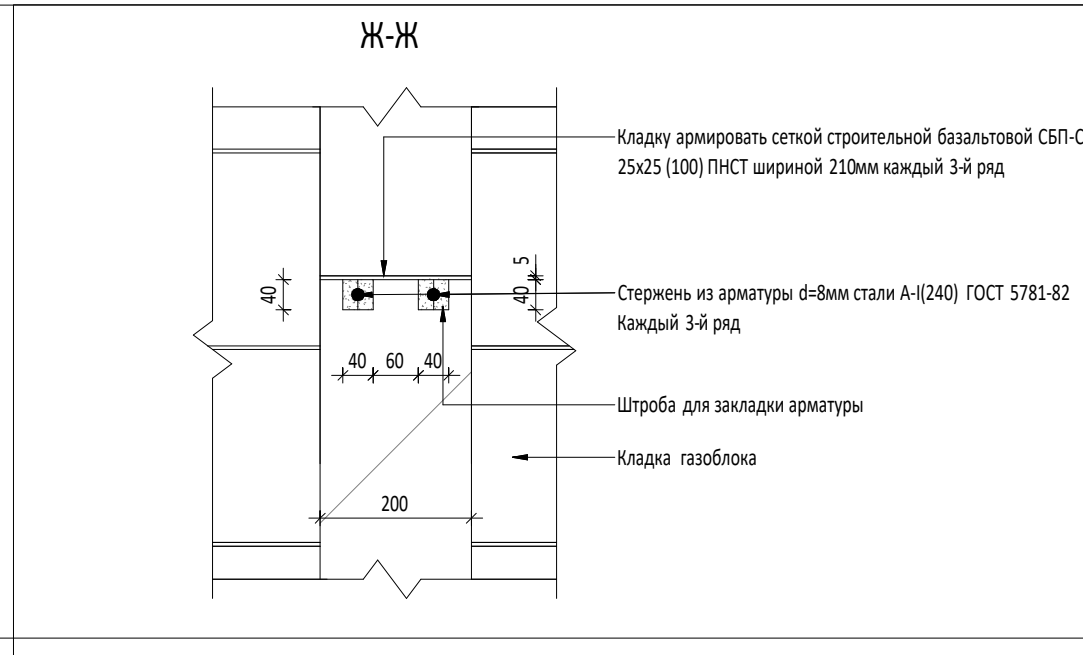 Ж-Ж
Кладку армировать сеткой строительной базальтовой СБП-С
25х25 (100) ПНСТ шириной 210мм каждый 3-й ряд
5
40
40
Стержень из арматуры d=8мм стали А-I(240) ГОСТ 5781-82
Каждый 3-й ряд
40 60 40
Штроба для закладки арматуры
Кладка газоблока
200